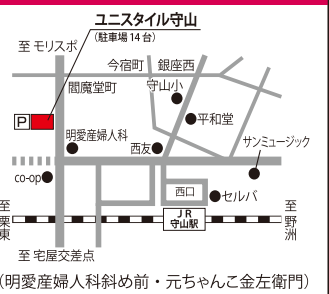 ユニスタイル守山
（駐車場14台）
至 モリスポ
今宿町
銀座西
閻魔堂町
守山小
P
平和堂
明愛産婦人科
西友
サンミュージック
co-op
西口
セルバ
至栗東
JR
守山駅
至野洲
至 宅屋交差点
（明愛産婦人科斜め前・元ちゃんこ金左衛門）